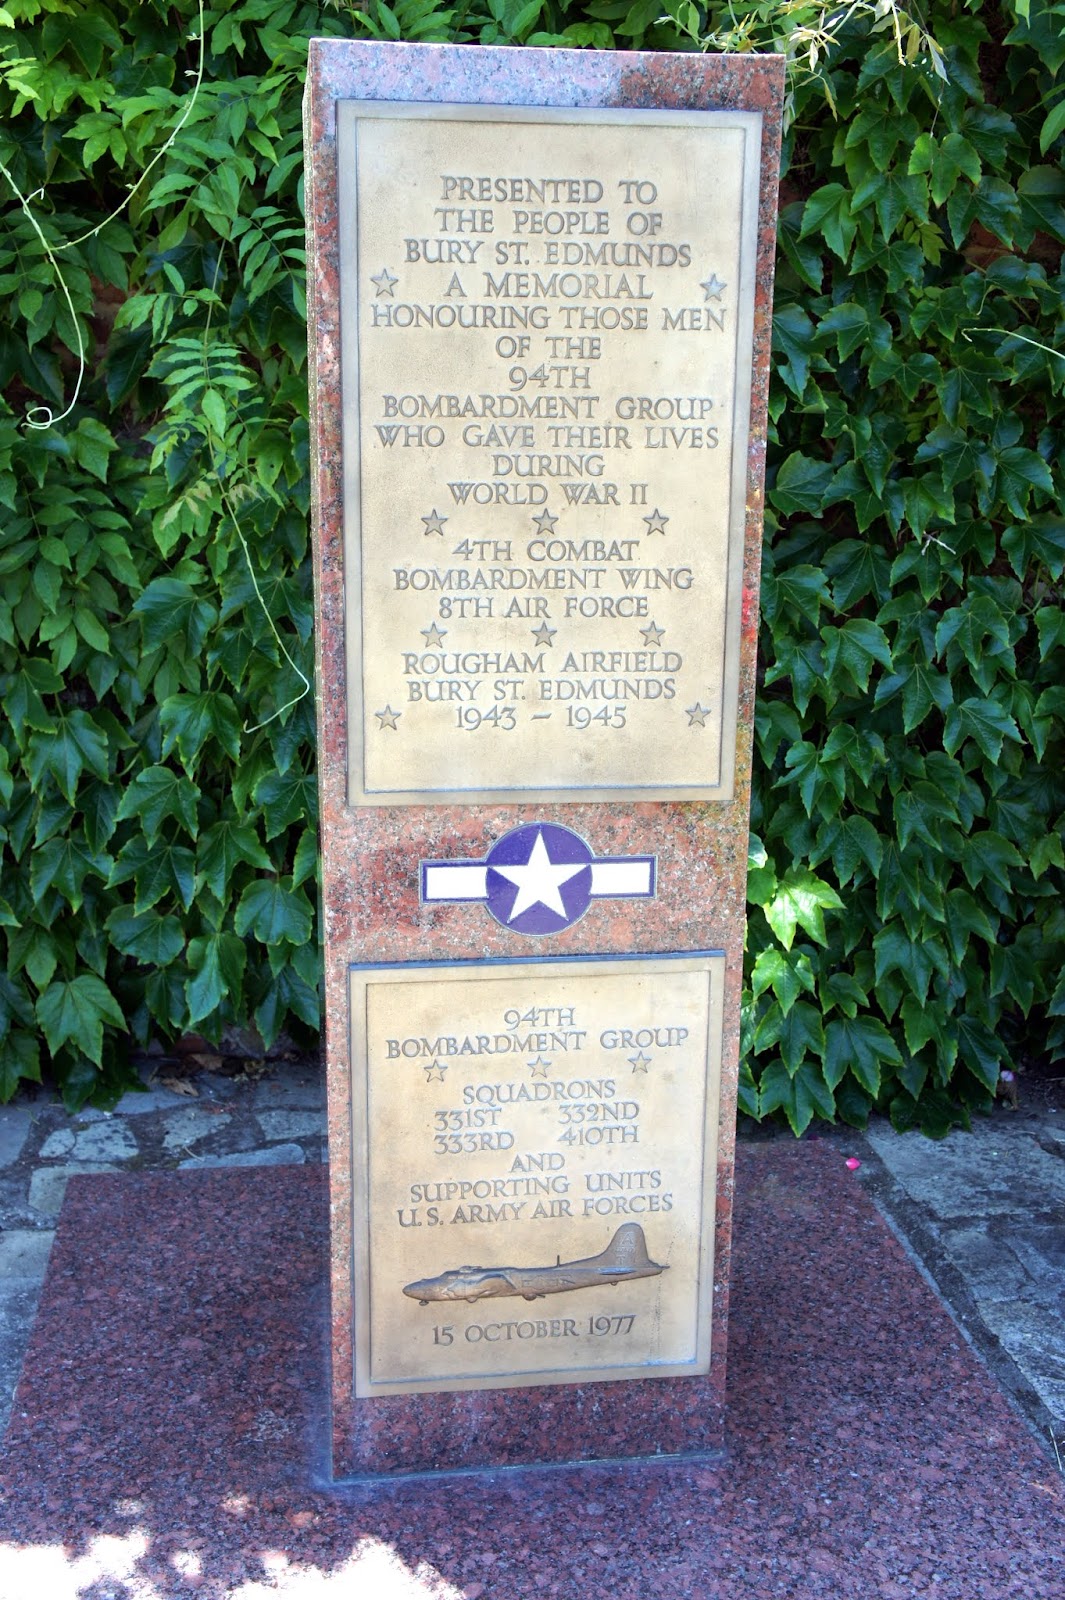 PRESENTED TO
THE PEOPLE OF
BURY ST. EDMUNDS
A MEMORIAL
HONOURING THOSE MEN
OF THE
94TH
BOMBARDMENT GROUP
WHO GAVE THEIR LIVES
DURING
WORLD WAR II
4TH COMBAT
BOMBARDMENT WING
8TH AIR FORCE
ROUGHAM AIRFIELD
BURY ST. EDMUNDS
1943 – 1945
94TH
BOMBARDMENT GROUP
SQUADRONS
331ST 332ND
333RD 410TH
AND
SUPPORTING UNITS
U.S. ARMY AIR FORCES
15 OCTOBER 1977